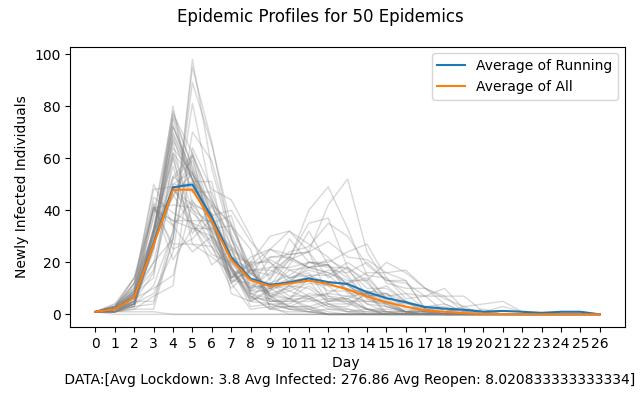 Epidemic Profiles for 50 Epidemics
Newly Infected Individuals
100
80
60
40
20
0
Average of Running
Average of All
0 1 2 3 4 5 6 7 8 9 10 11 12 13 14 15 16 17 18 19 20 21 22 23 24 25 26
Day
DATA:[Avg Lockdown: 3.8 Avg Infected: 276.86 Avg Reopen: 8.020833333333334]